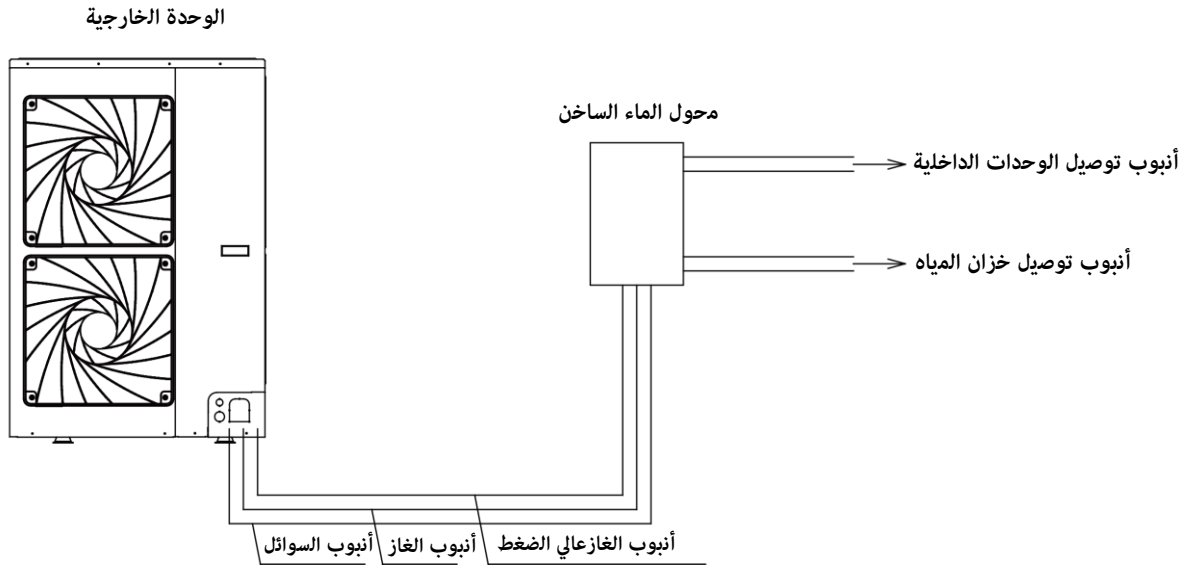 الوحدة الخارجية
محول الماء الساخن
أنبوب توصيل الوحدات الداخلية
أنبوب توصيل خزان المياه
أنبوب الغازعالي الضغط
أنبوب الغاز
أنبوب السوائل